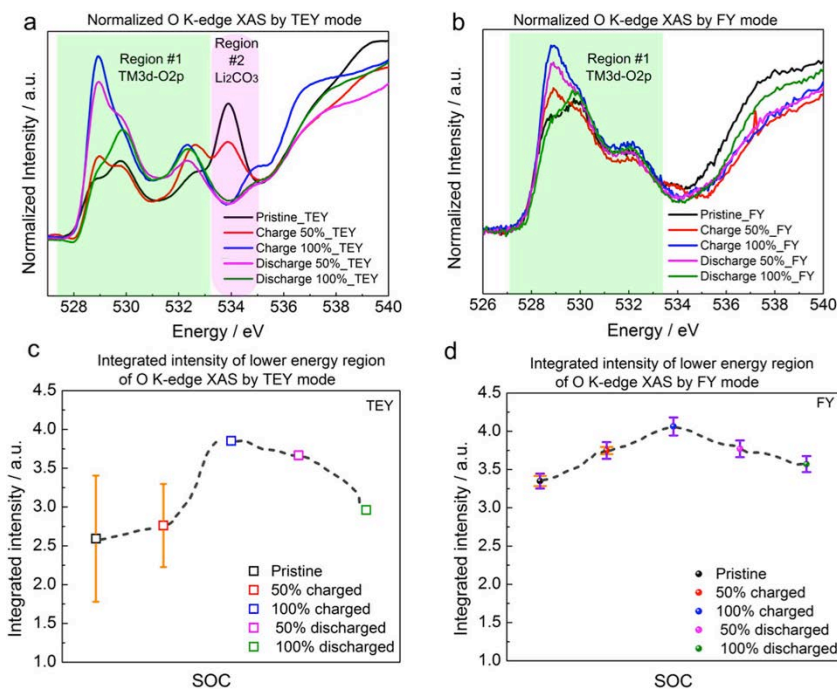 a
Normalized O K-edge XAS by TEY mode
Normalized Intensity / a.u.
Region #1
TM3d-O2p
Region
#2
Li₂CO₃
Pristine_TEY
Charge 50%_TEY
Charge 100%_TEY
Discharge 50%_TEY
Discharge 100%_TEY
528 530 532 534 536 538 540
Energy / eV
b
Normalized O K-edge XAS by FY mode
Normalized Intensity / a.u.
Region #1
TM3d-O2p
Pristine_FY
Charge 50%_FY
Charge 100%_FY
Discharge 50%_FY
Discharge 100%_FY
526 528 530 532 534 536 538 540
Energy / eV
c
Integrated intensity of lower energy region
of O K-edge XAS by TEY mode
TEY
Integrated intensity / a.u.
4.5
4.0
3.5
3.0
2.5
2.0
1.5
1.0
Pristine
50% charged
100% charged
50% discharged
100% discharged
SOC
d
Integrated intensity of lower energy region
of O K-edge XAS by FY mode
FY
Integrated intensity / a.u.
4.5
4.0
3.5
3.0
2.5
2.0
1.5
1.0
Pristine
50% charged
100% charged
50% discharged
100% discharged
SOC